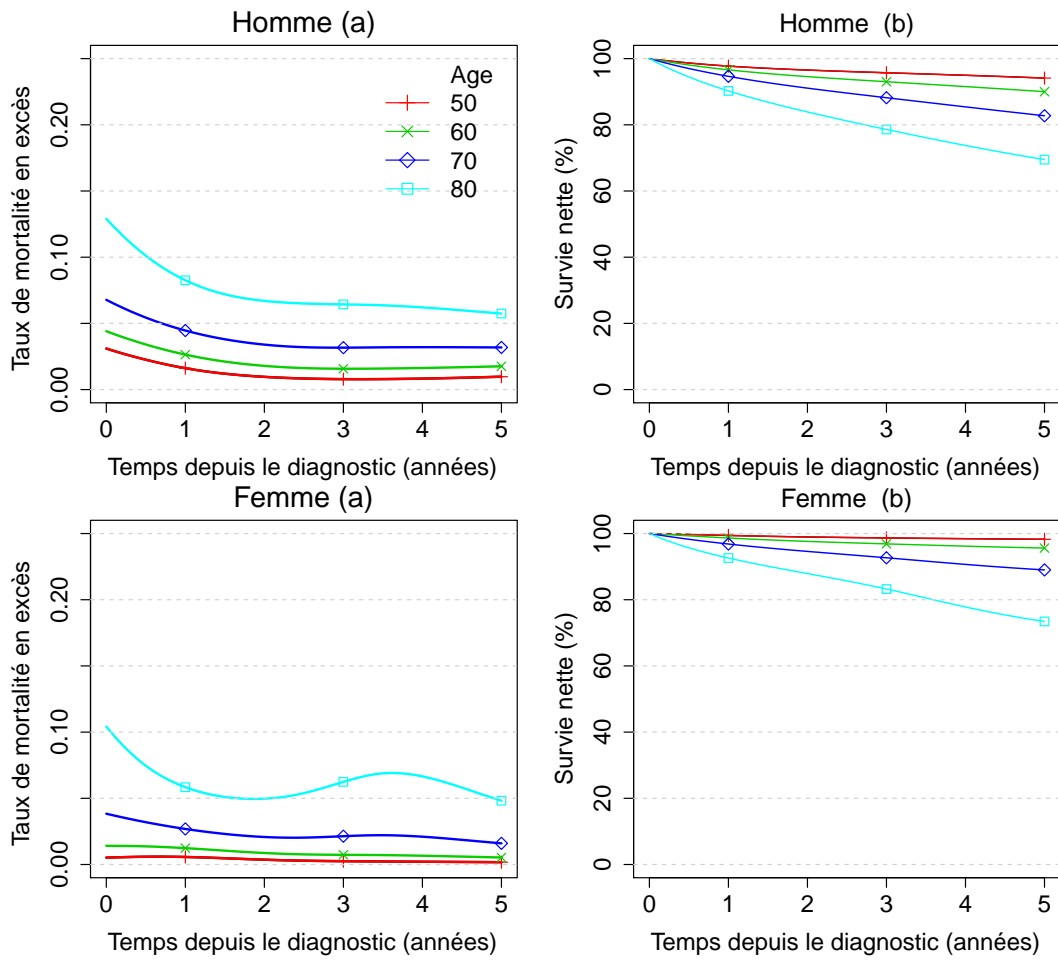 Homme (a)
Taux de mortalité en excès
0.00 0.10 0.20
Age
50
60
70
80
0 1 2 3 4 5
Temps depuis le diagnostic (années)
Homme (b)
Survie nette (%)
0 20 40 60 80 100
0 1 2 3 4 5
Temps depuis le diagnostic (années)
Femme (a)
Taux de mortalité en excès
0.00 0.10 0.20
0 1 2 3 4 5
Temps depuis le diagnostic (années)
Femme (b)
Survie nette (%)
0 20 40 60 80 100
0 1 2 3 4 5
Temps depuis le diagnostic (années)